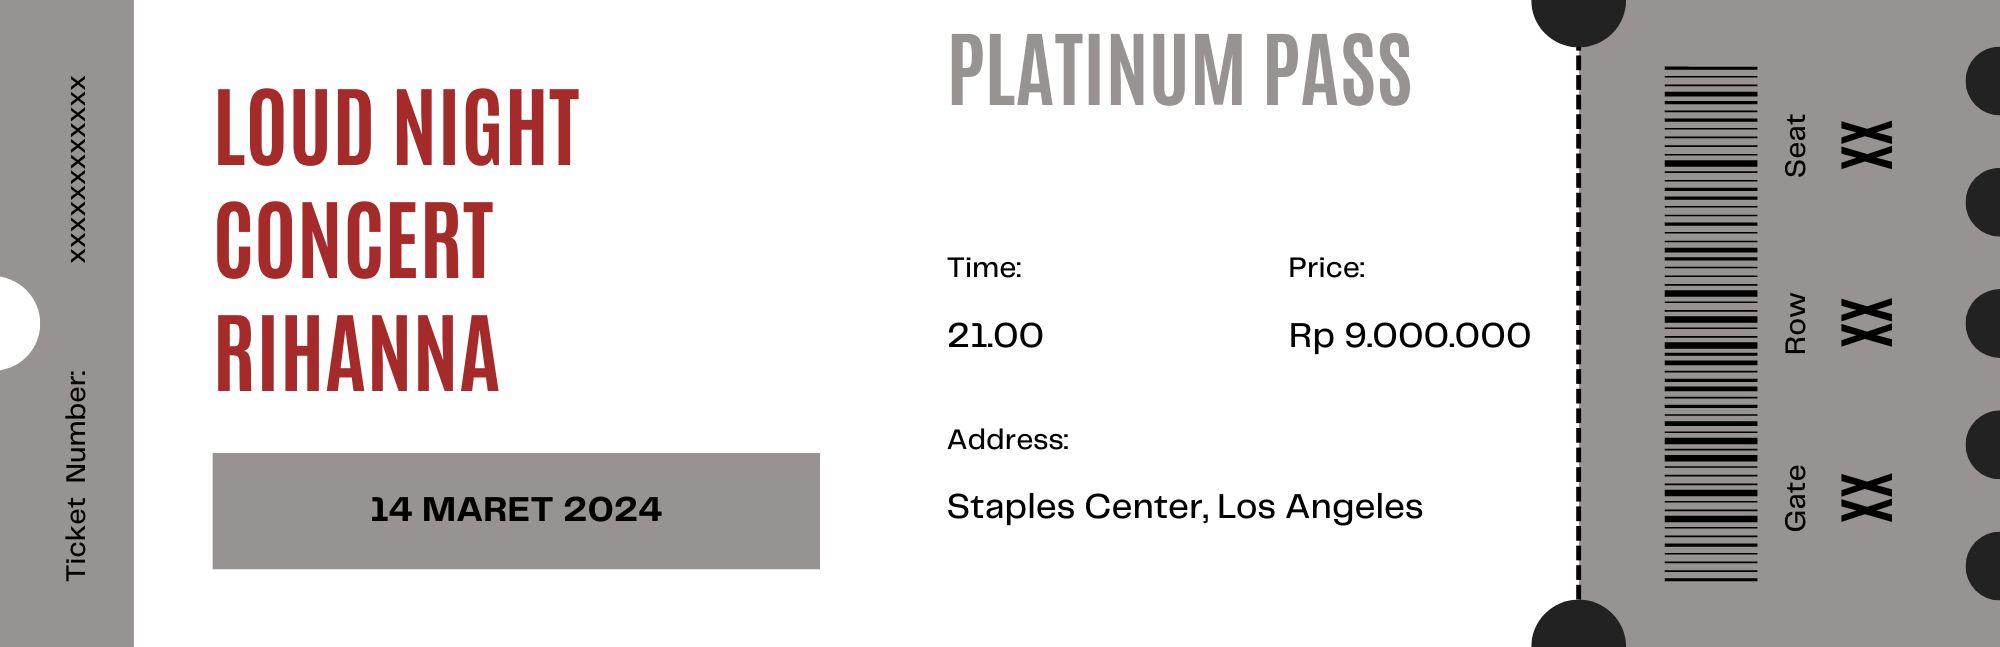 Ticket Number: xxxxxxxxxxxxx
LOUD NIGHT
CONCERT
RIHANNA
14 MARET 2024
PLATINUM PASS
Time:
21.00
Price:
Rp 9.000.000
Address:
Staples Center, Los Angeles
Seat
XX
Row
XX
Gate
XX